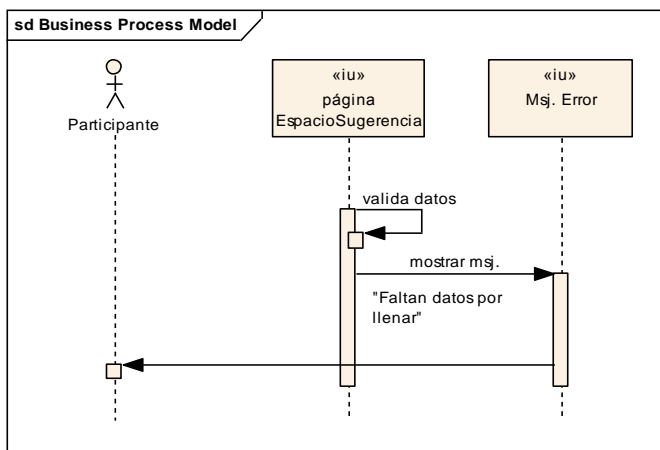 sd Business Process Model
Participante
«iu»
página
EspacioSugerencia
«iu»
Msj. Error
valida datos
mostrar msj.
"Faltan datos por
llenar"